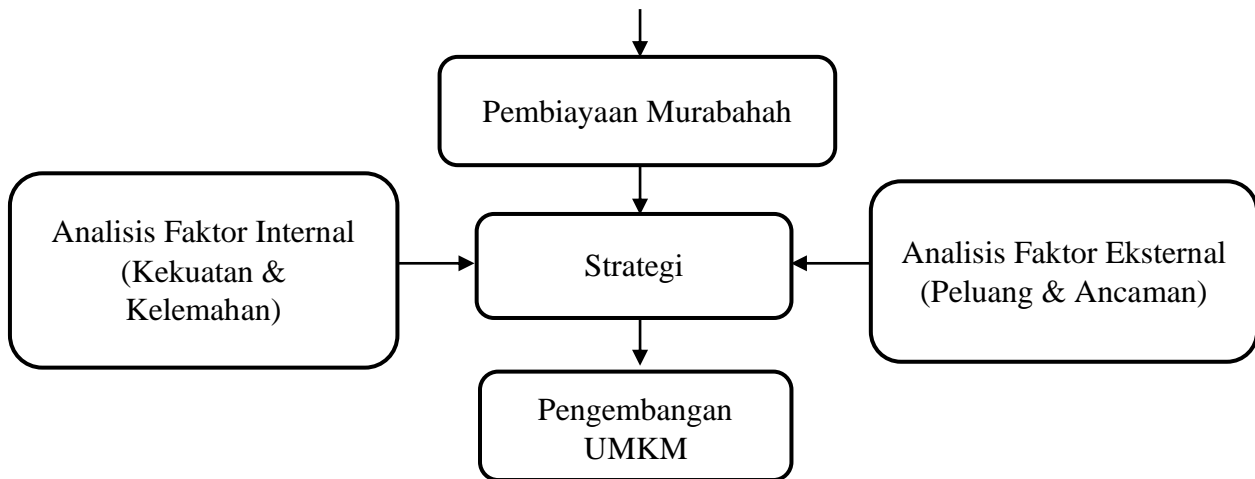 Pembiayaan Murabahah
Analisis Faktor Internal
(Kekuatan &
Kelemahan)
Strategi
Analisis Faktor Eksternal
(Peluang & Ancaman)
Pengembangan
UMKM